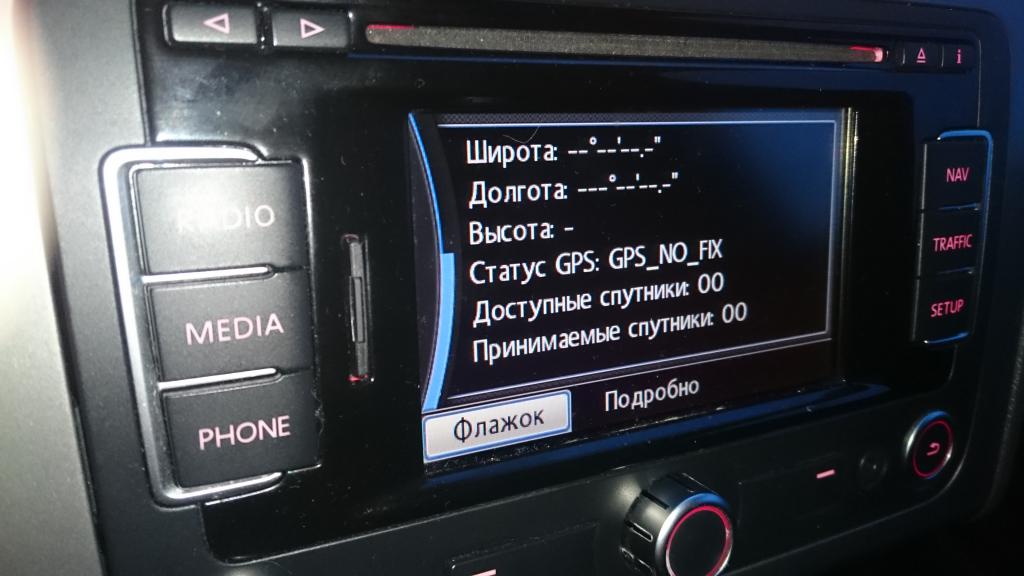 RADIO
MEDIA
PHONE
Широта: --°--'--.-"
Долгота: ---°--'--.-"
Высота: -
Статус GPS: GPS_NO_FIX
Доступные спутники: 00
Принимаемые спутники: 00
Флажок
Подробно
i
NAV
TRAFFIC
SETUP